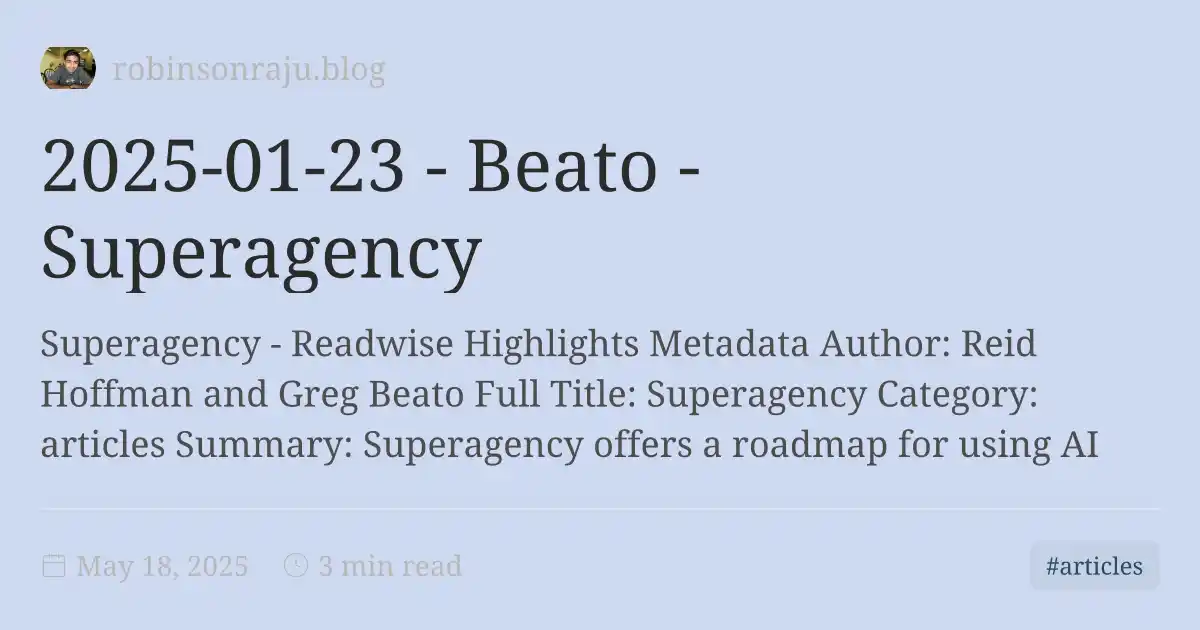 robinsonraju.blog
2025-01-23 - Beato -
Superagency
Superagency - Readwise Highlights Metadata Author: Reid
Hoffman and Greg Beato Full Title: Superagency Category:
articles Summary: Superagency offers a roadmap for using AI
May 18, 2025
3 min read
#articles